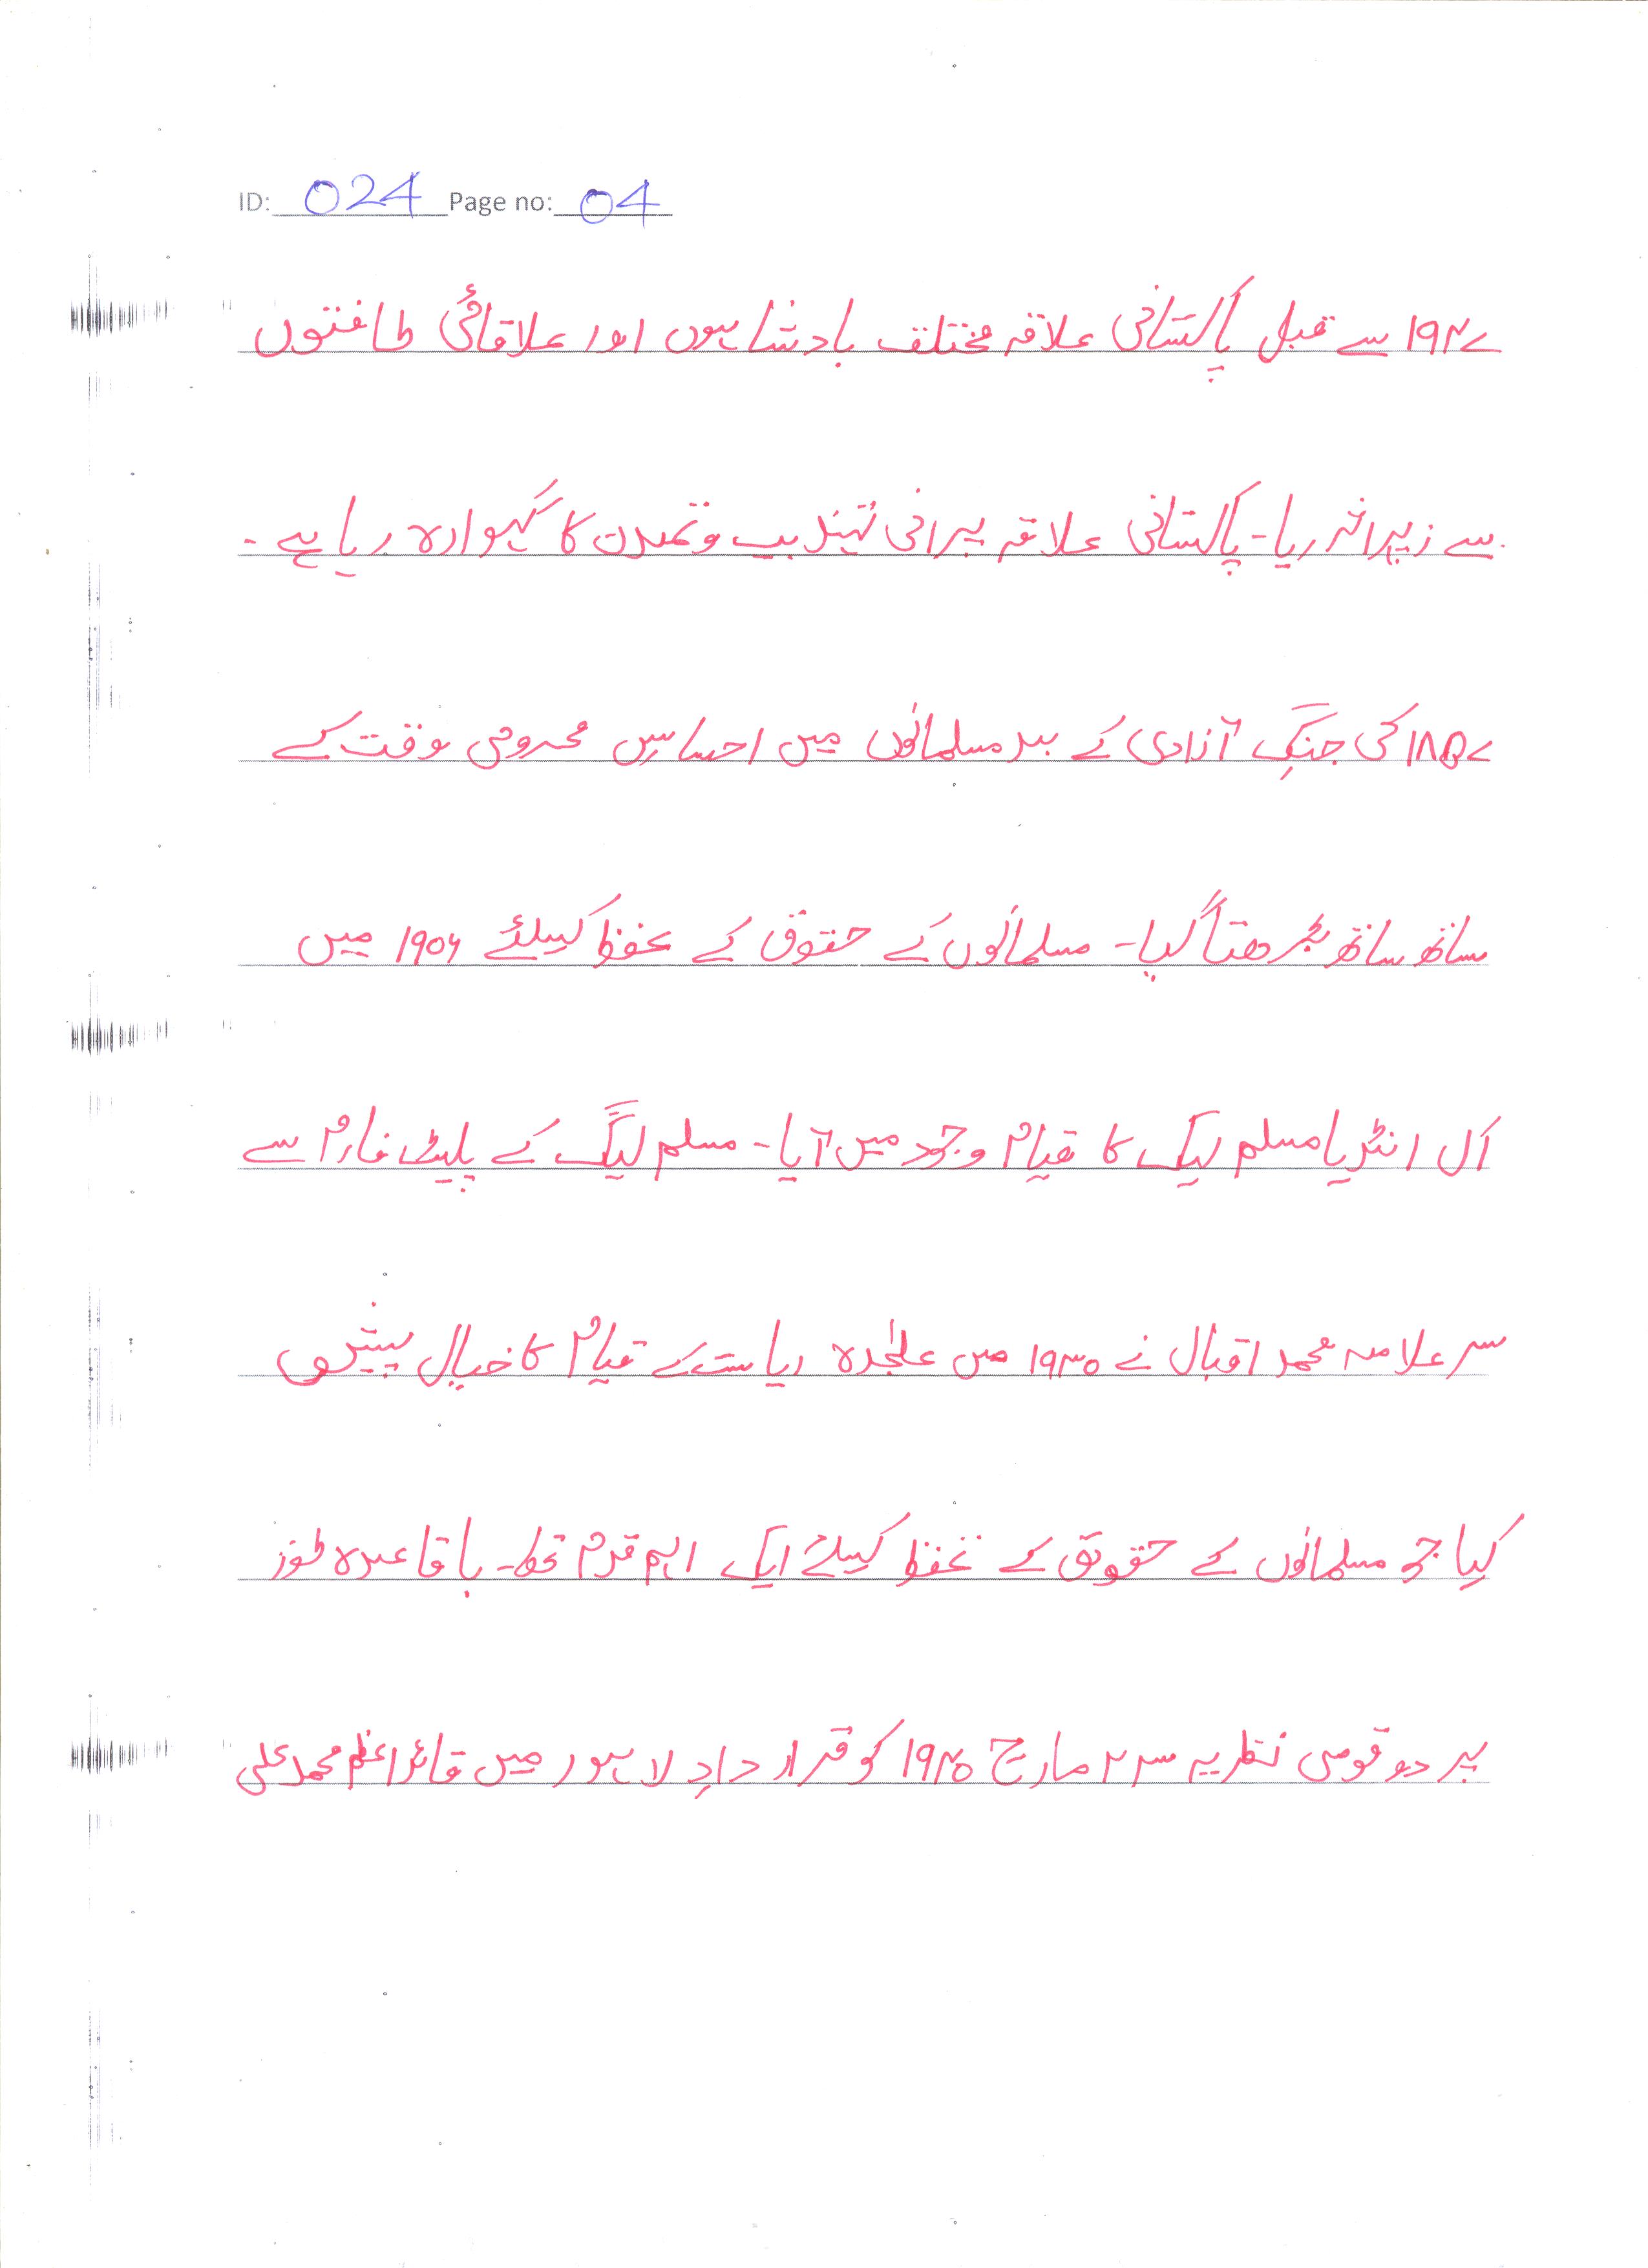 ID: 024 Page no: 04
۱۹۴۷ سے قبل پاکستانی علاقہ مختلف بادشاہوں اور علاقائی طاقتوں
سے زیر اثر رہا۔ پاکستانی علاقہ پرانی تہذیب و تمدن کا گہوارہ رہا ہے۔
۱۸۵۷ کی جنگِ آزادی کے بعد مسلمانوں میں احساسِ محرومی وقت کے
ساتھ ساتھ بڑھتا گیا۔ مسلمانوں کے حقوق کے تحفظ کیلئے ۱۹۰۶ میں
آل انڈیا مسلم لیگ کا قیام وجود میں آیا۔ مسلم لیگ کے پلیٹ فارم سے
سر علامہ محمد اقبال نے ۱۹۳۰ میں علیٰحدہ ریاست کے قیام کا خیال پیش
کیا جو مسلمانوں کے حقوق کے تحفظ کیلئے ایک اہم قدم تھا۔ باقاعدہ طور
پر دو قومی نظریہ ۲۳ مارچ ۱۹۴۰ کو قرار دادِ لاہور میں قائد اعظم محمد علی